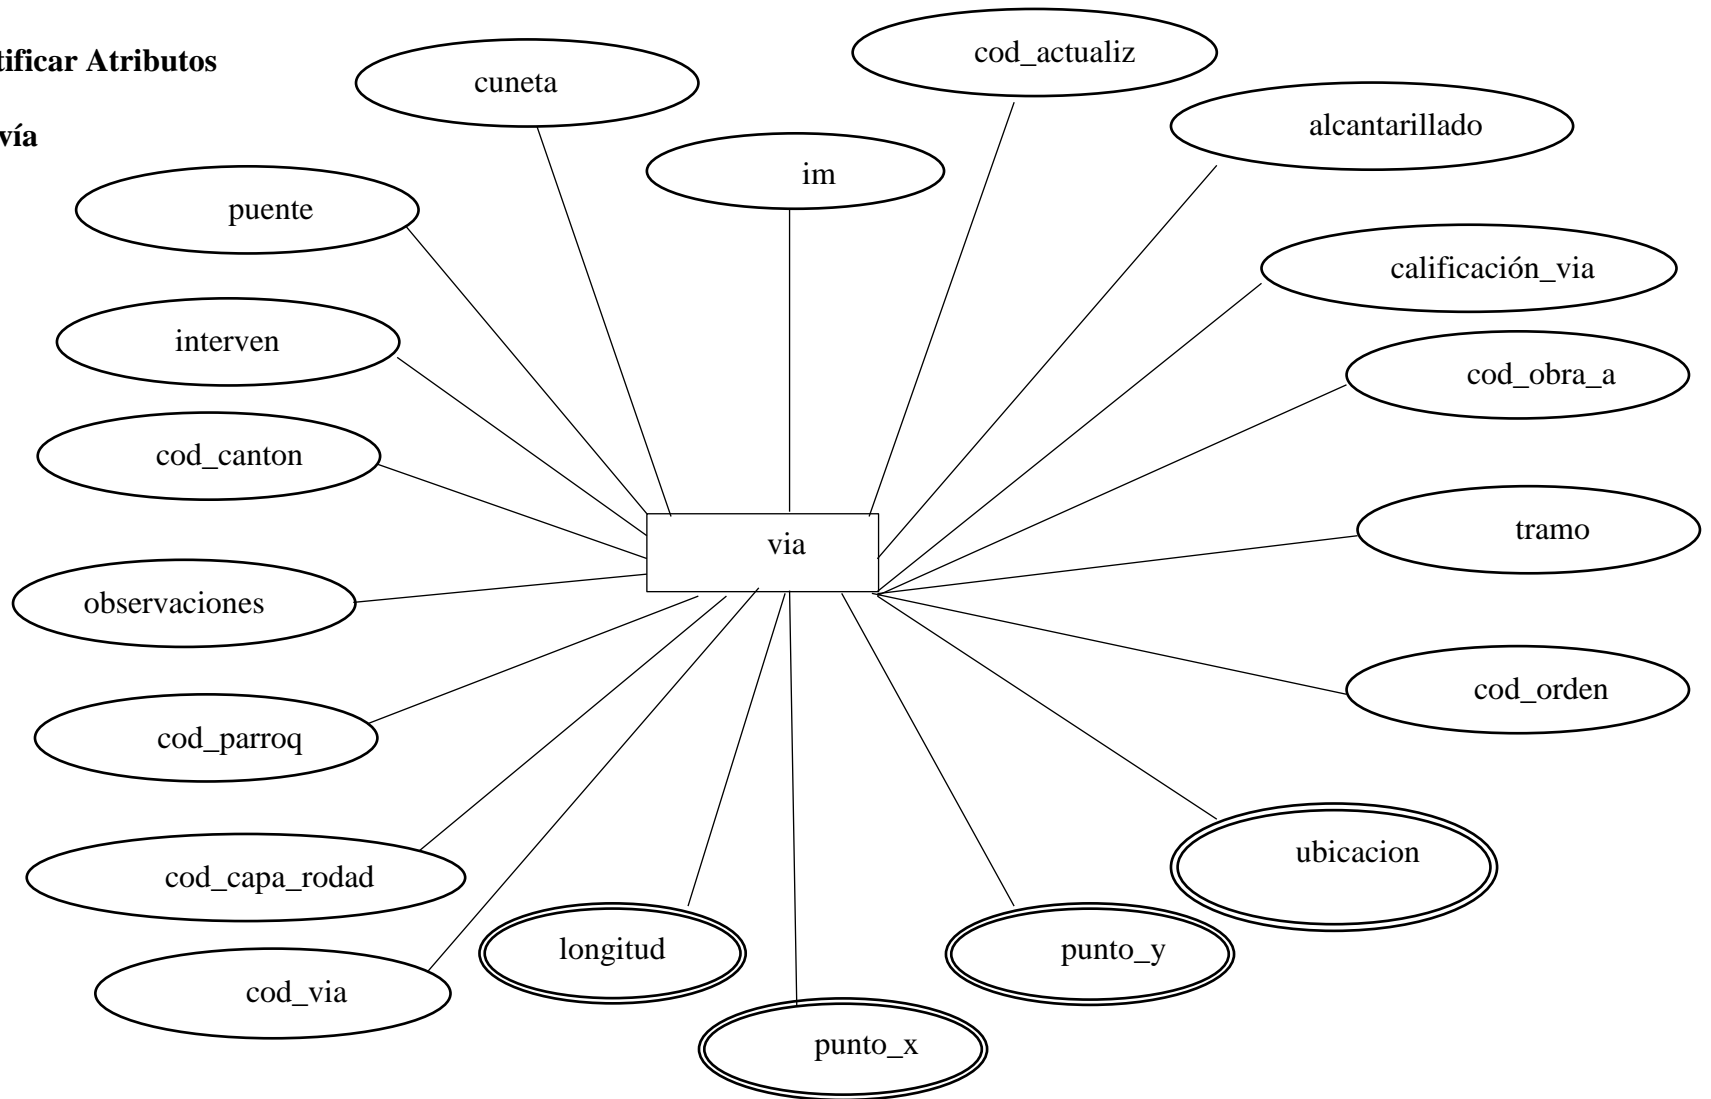 tificar Atributos
vía
cuneta
cod_actualiz
alcantarillado
im
puente
calificación_via
interven
cod_obra_a
cod_canton
tramo
via
observaciones
cod_orden
cod_parroq
ubicacion
cod_capa_rodad
longitud
punto_y
cod_via
punto_x